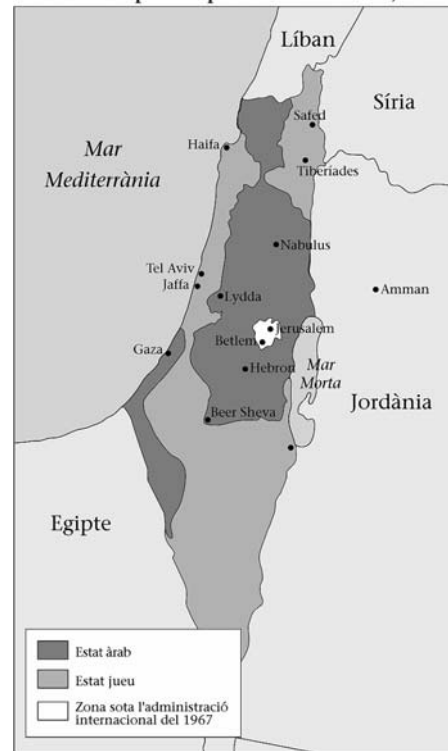 Líban
Síria
Safed
Mar
Mediterrània
Haifa
Tiberíades
Nabulus
Tel Aviv
Jaffa
Lydda
Amman
Jerusalem
Betlem
Gaza
Hebron
Mar
Morta
Jordània
Beer Sheva
Egipte
Estat àrab
Estat jueu
Zona sota l'administració
internacional del 1967